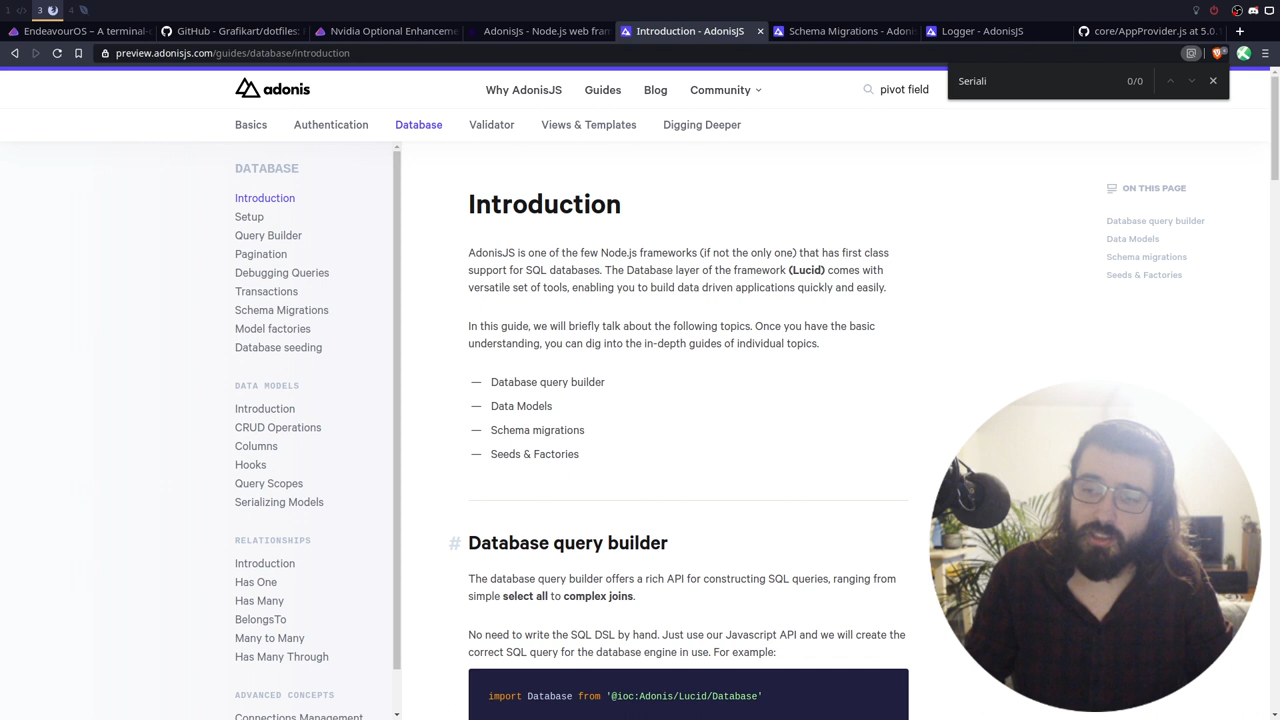 1 <> 3 4
EndeavourOS – A terminal-c
GitHub - Grafikart/dotfiles:
Nvidia Optional Enhanceme
AdonisJs - Node.js web fram
Introduction - AdonisJS
Schema Migrations - Adonis
Logger - AdonisJS
core/AppProvider.js at 5.0.
preview.adonisjs.com/guides/database/introduction
Seriali 0/0
adonis
Why AdonisJS Guides Blog Community
pivot field
Basics Authentication Database Validator Views & Templates Digging Deeper
DATABASE
Introduction
Setup
Query Builder
Pagination
Debugging Queries
Transactions
Schema Migrations
Model factories
Database seeding
DATA MODELS
Introduction
CRUD Operations
Columns
Hooks
Query Scopes
Serializing Models
RELATIONSHIPS
Introduction
Has One
Has Many
BelongsTo
Many to Many
Has Many Through
ADVANCED CONCEPTS
Connections Management
Introduction
AdonisJS is one of the few Node.js frameworks (if not the only one) that has first class
support for SQL databases. The Database layer of the framework (Lucid) comes with
versatile set of tools, enabling you to build data driven applications quickly and easily.
In this guide, we will briefly talk about the following topics. Once you have the basic
understanding, you can dig into the in-depth guides of individual topics.
— Database query builder
— Data Models
— Schema migrations
— Seeds & Factories
# Database query builder
The database query builder offers a rich API for constructing SQL queries, ranging from
simple select all to complex joins.
No need to write the SQL DSL by hand. Just use our Javascript API and we will create the
correct SQL query for the database engine in use. For example:
import Database from '@ioc:Adonis/Lucid/Database'
ON THIS PAGE
Database query builder
Data Models
Schema migrations
Seeds & Factories